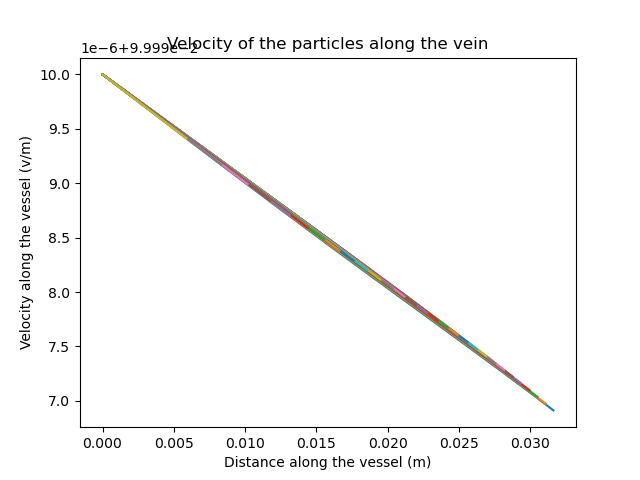 Velocity of the particles along the vein
1e−6+9.999e−2
10.0
9.5
9.0
8.5
8.0
7.5
7.0
Velocity along the vessel (v/m)
0.000 0.005 0.010 0.015 0.020 0.025 0.030
Distance along the vessel (m)